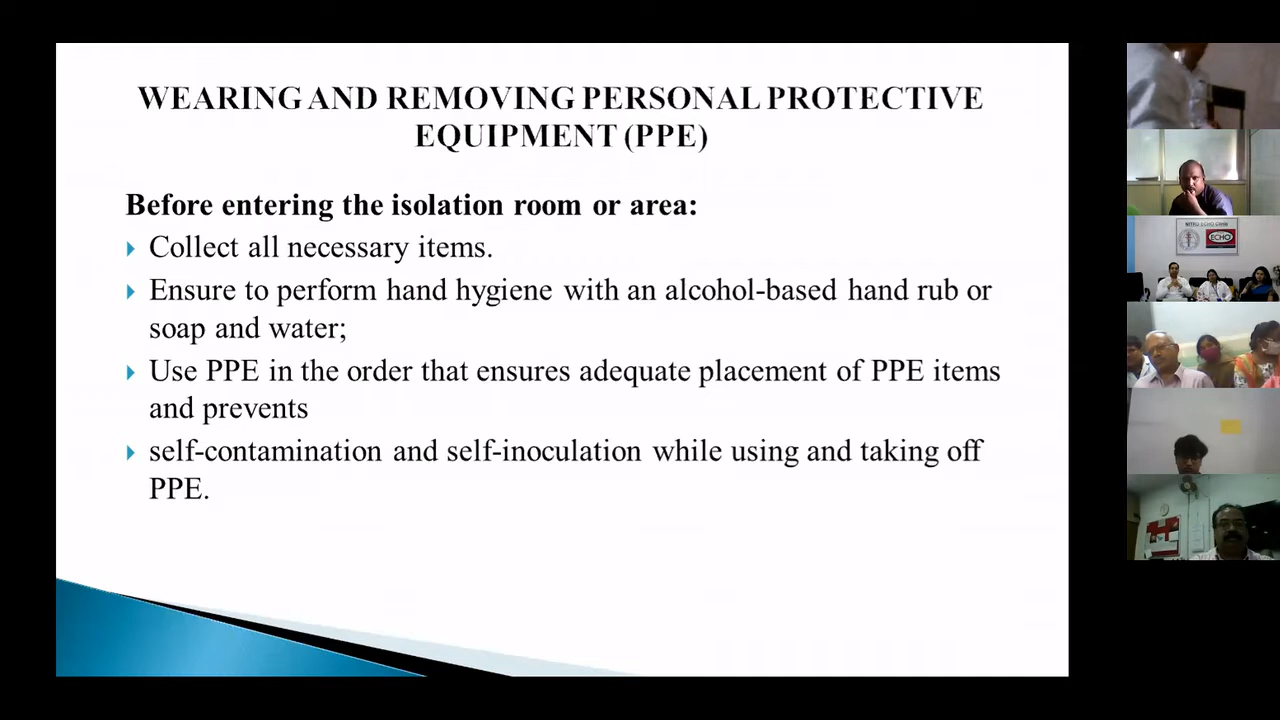 WEARING AND REMOVING PERSONAL PROTECTIVE
EQUIPMENT (PPE)
Before entering the isolation room or area:
Collect all necessary items.
Ensure to perform hand hygiene with an alcohol-based hand rub or
soap and water;
Use PPE in the order that ensures adequate placement of PPE items
and prevents
self-contamination and self-inoculation while using and taking off
PPE.
ECHO